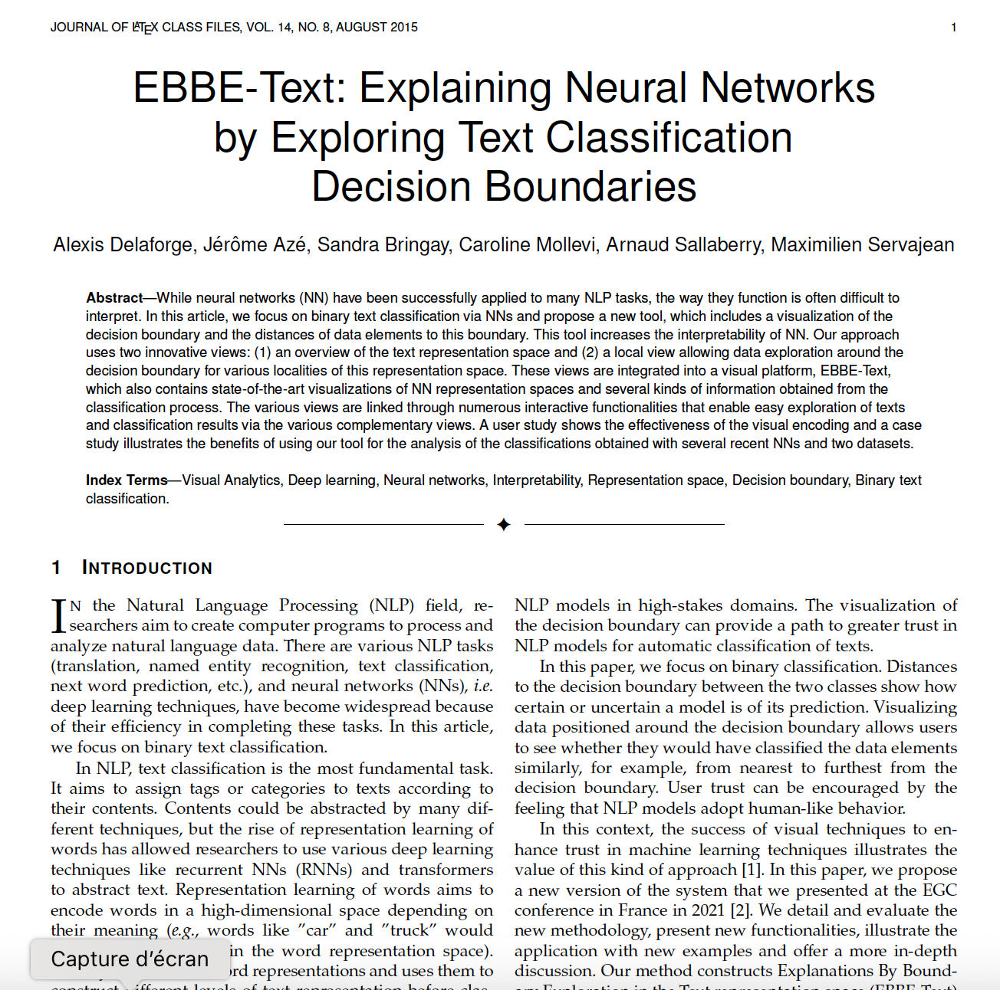 JOURNAL OF LATEX CLASS FILES, VOL. 14, NO. 8, AUGUST 2015
1
EBBE-Text: Explaining Neural Networks
by Exploring Text Classification
Decision Boundaries
Alexis Delaforge, Jérôme Azé, Sandra Bringay, Caroline Mollevi, Arnaud Sallaberry, Maximilien Servajean
Abstract—While neural networks (NN) have been successfully applied to many NLP tasks, the way they function is often difficult to
interpret. In this article, we focus on binary text classification via NNs and propose a new tool, which includes a visualization of the
decision boundary and the distances of data elements to this boundary. This tool increases the interpretability of NN. Our approach
uses two innovative views: (1) an overview of the text representation space and (2) a local view allowing data exploration around the
decision boundary for various localities of this representation space. These views are integrated into a visual platform, EBBE-Text,
which also contains state-of-the-art visualizations of NN representation spaces and several kinds of information obtained from the
classification process. The various views are linked through numerous interactive functionalities that enable easy exploration of texts
and classification results via the various complementary views. A user study shows the effectiveness of the visual encoding and a case
study illustrates the benefits of using our tool for the analysis of the classifications obtained with several recent NNs and two datasets.
Index Terms—Visual Analytics, Deep learning, Neural networks, Interpretability, Representation space, Decision boundary, Binary text
classification.
1 INTRODUCTION
IN the Natural Language Processing (NLP) field, re-
searchers aim to create computer programs to process and
analyze natural language data. There are various NLP tasks
(translation, named entity recognition, text classification,
next word prediction, etc.), and neural networks (NNs), i.e.
deep learning techniques, have become widespread because
of their efficiency in completing these tasks. In this article,
we focus on binary text classification.
In NLP, text classification is the most fundamental task.
It aims to assign tags or categories to texts according to
their contents. Contents could be abstracted by many dif-
ferent techniques, but the rise of representation learning of
words has allowed researchers to use various deep learning
techniques like recurrent NNs (RNNs) and transformers
to abstract text. Representation learning of words aims to
encode words in a high-dimensional space depending on
their meaning (e.g., words like ”car” and ”truck” would
in the word representation space).
representations and uses them to
Capture d’écran
NLP models in high-stakes domains. The visualization of
the decision boundary can provide a path to greater trust in
NLP models for automatic classification of texts.
In this paper, we focus on binary classification. Distances
to the decision boundary between the two classes show how
certain or uncertain a model is of its prediction. Visualizing
data positioned around the decision boundary allows users
to see whether they would have classified the data elements
similarly, for example, from nearest to furthest from the
decision boundary. User trust can be encouraged by the
feeling that NLP models adopt human-like behavior.
In this context, the success of visual techniques to en-
hance trust in machine learning techniques illustrates the
value of this kind of approach [1]. In this paper, we propose
a new version of the system that we presented at the EGC
conference in France in 2021 [2]. We detail and evaluate the
new methodology, present new functionalities, illustrate the
application with new examples and offer a more in-depth
discussion. Our method constructs Explanations By Bound-